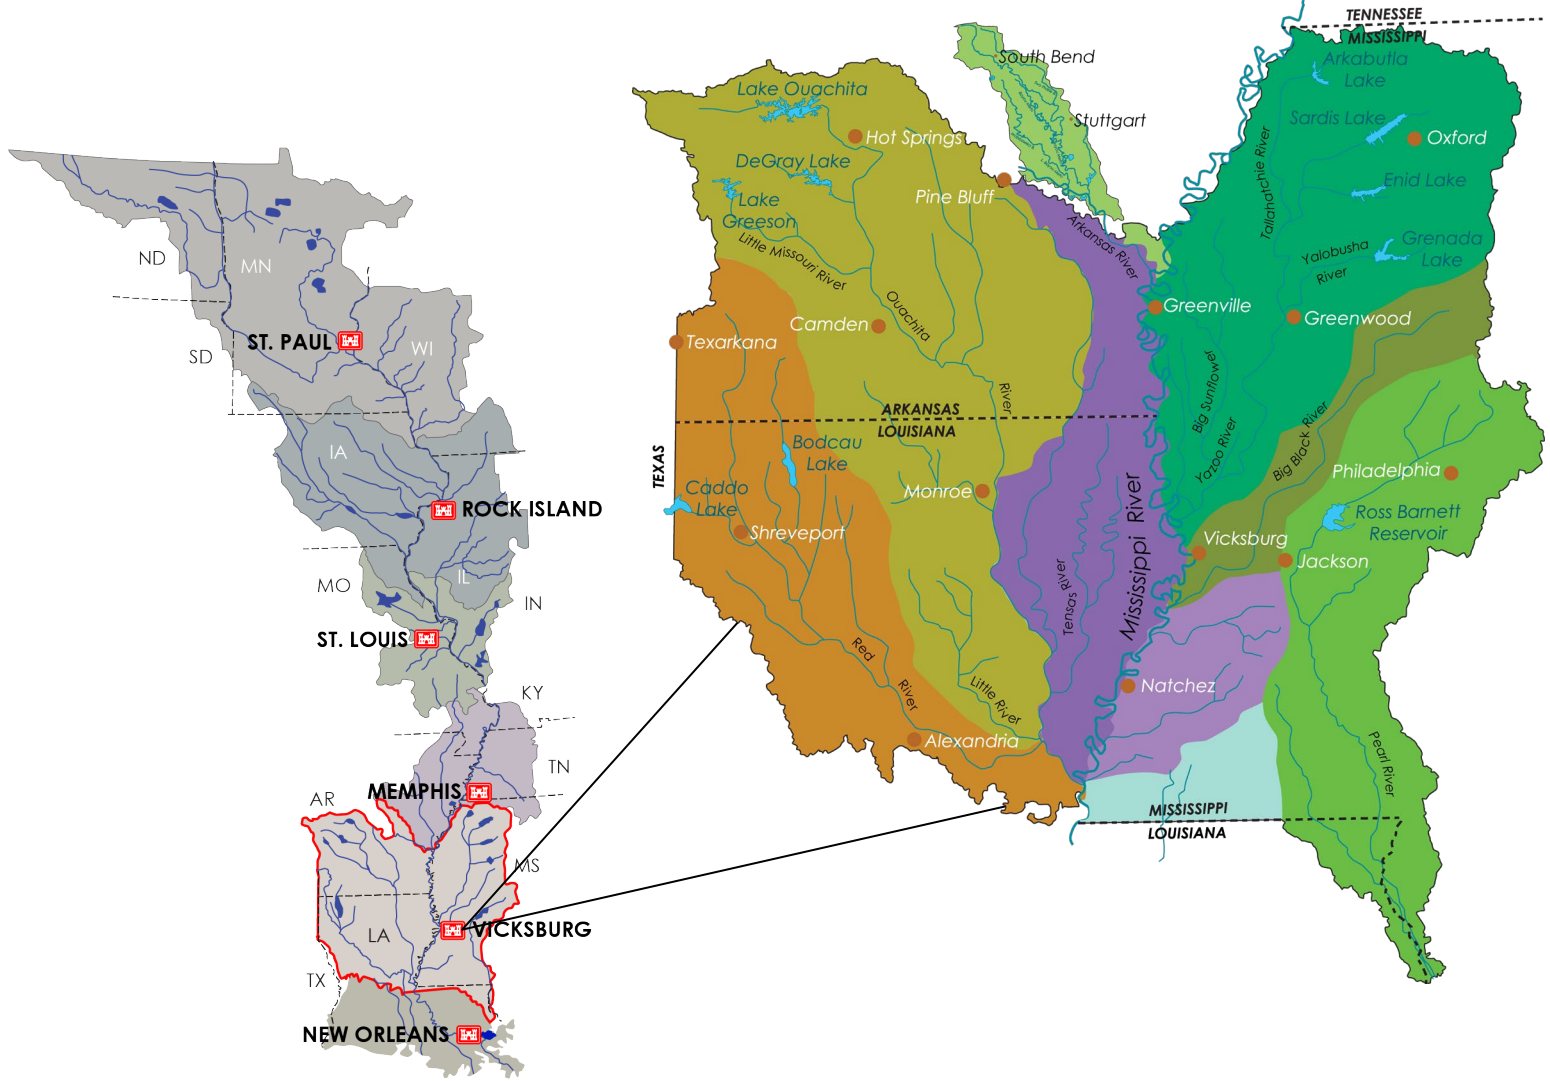 ND
MN
SD
ST. PAUL
WI
IA
ROCK ISLAND
MO
IL
IN
ST. LOUIS
KY
TN
MEMPHIS
AR
MS
VICKSBURG
LA
TX
NEW ORLEANS
TENNESSEE
MISSISSIPPI
South Bend
Stuttgart
Arkabutla
Lake
Lake Ouachita
Sardis Lake
Hot Springs
Oxford
DeGray Lake
Tallahatchie River
Enid Lake
Pine Bluff
Lake
Greeson
Arkansas River
Little Missouri River
Yalobusha
River
Grenada
Lake
Greenville
Ouachita
River
Camden
Greenwood
Texarkana
Big Sunflower
ARKANSAS
LOUISIANA
TEXAS
Bodcau
Lake
Yazoo River
Big Black River
Philadelphia
Caddo
Lake
Monroe
Mississippi River
Ross Barnett
Reservoir
Shreveport
Vicksburg
Jackson
Tensas River
Red
River
Little River
Natchez
Alexandria
Pearl River
MISSISSIPPI
LOUISIANA